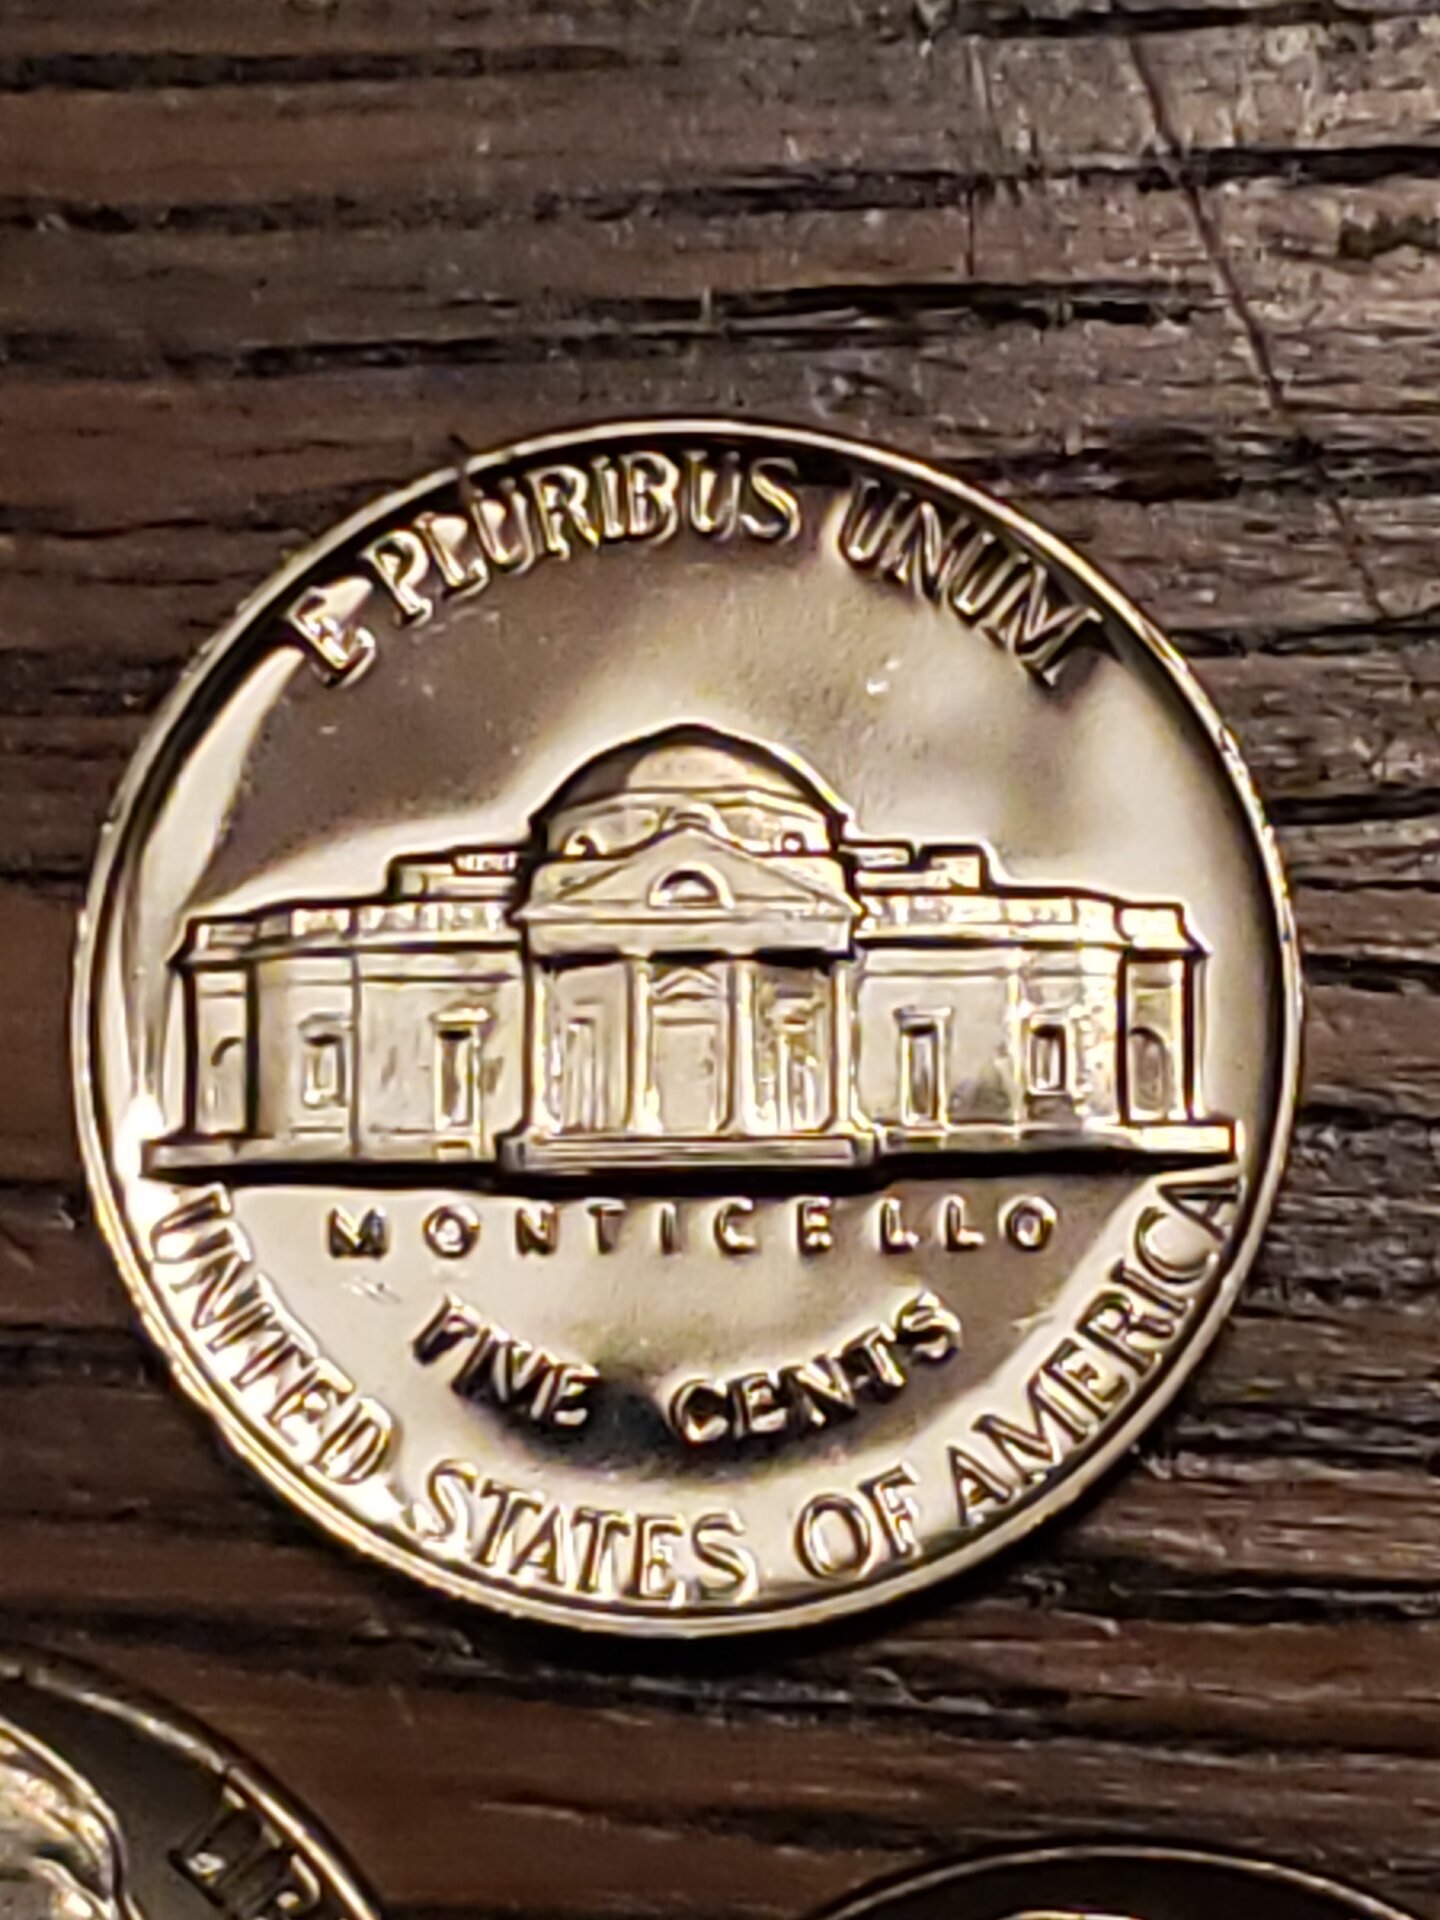 E PLURIBUS UNUM
MONTICELLO
FIVE CENTS
UNITED STATES OF AMERICA